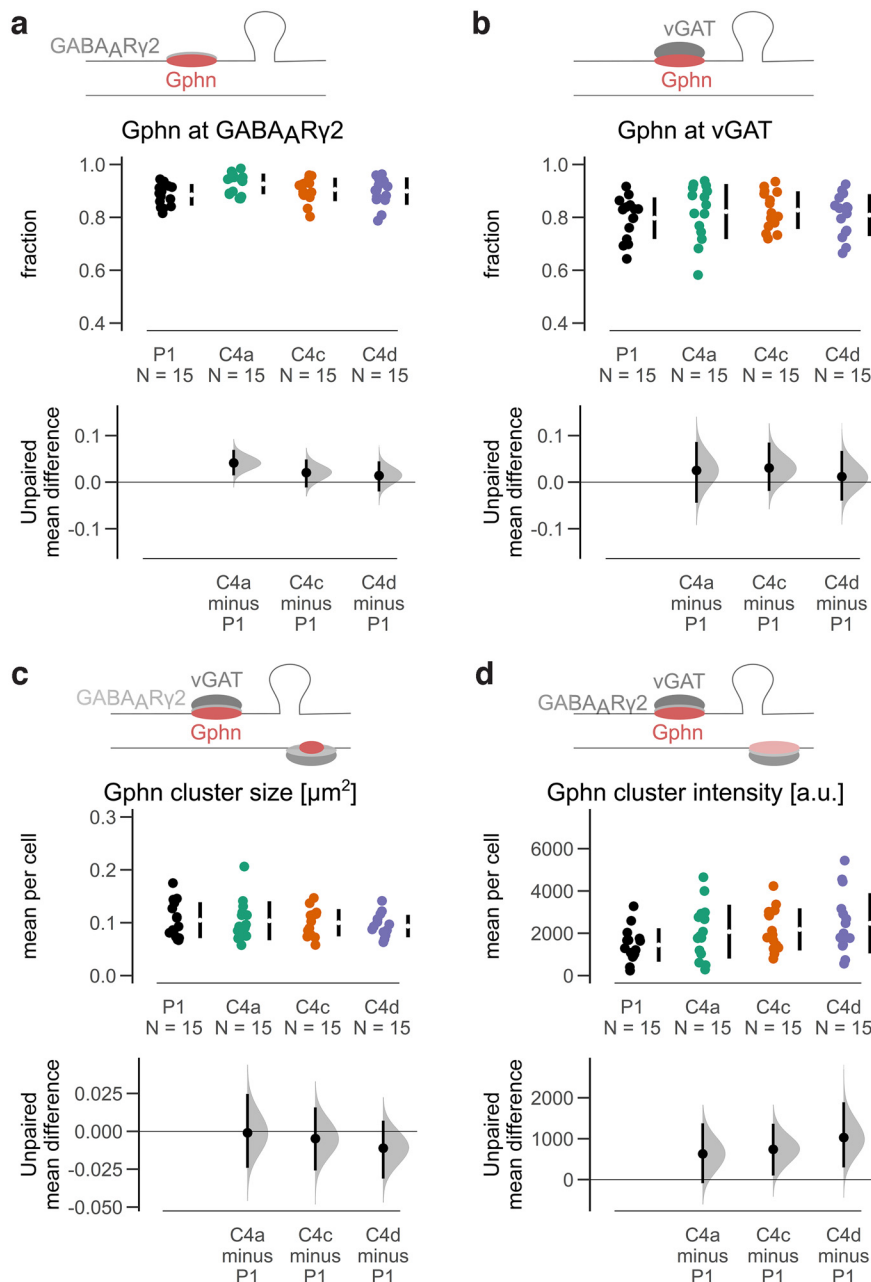 a
GABAARγ2
Gphn
Gphn at GABAARγ2
fraction
1.0
0.8
0.6
0.4
P1 C4a C4c C4d
N = 15 N = 15 N = 15 N = 15
Unpaired
mean difference
0.1
0.0
-0.1
C4a C4c C4d
minus minus minus
P1 P1 P1
b
vGAT
Gphn
Gphn at vGAT
fraction
1.0
0.8
0.6
0.4
P1 C4a C4c C4d
N = 15 N = 15 N = 15 N = 15
Unpaired
mean difference
0.1
0.0
-0.1
C4a C4c C4d
minus minus minus
P1 P1 P1
c
vGAT
GABAARγ2
Gphn
Gphn cluster size [µm²]
mean per cell
0.3
0.2
0.1
0.0
P1 C4a C4c C4d
N = 15 N = 15 N = 15 N = 15
Unpaired
mean difference
0.025
0.000
-0.025
-0.050
C4a C4c C4d
minus minus minus
P1 P1 P1
d
vGAT
GABAARγ2
Gphn
Gphn cluster intensity [a.u.]
mean per cell
6000
4000
2000
0
P1 C4a C4c C4d
N = 15 N = 15 N = 15 N = 15
Unpaired
mean difference
2000
1000
0
C4a C4c C4d
minus minus minus
P1 P1 P1